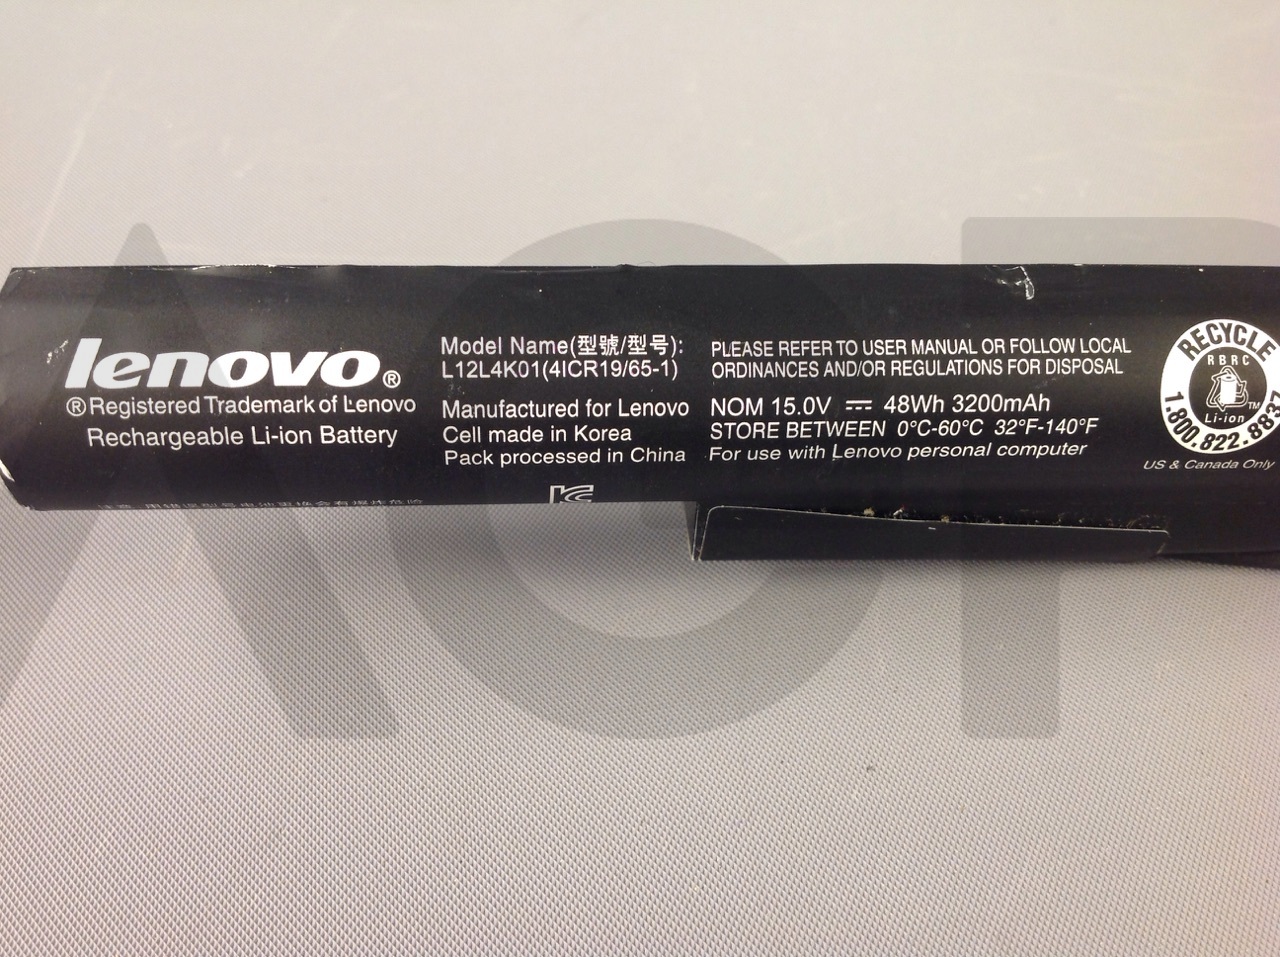 lenovo®
®Registered Trademark of Lenovo
Rechargeable Li-ion Battery
Model Name(型號/型号):
L12L4K01(4ICR19/65-1)
Manufactured for Lenovo
Cell made in Korea
Pack processed in China
PLEASE REFER TO USER MANUAL OR FOLLOW LOCAL
ORDINANCES AND/OR REGULATIONS FOR DISPOSAL
NOM 15.0V ⎓ 48Wh 3200mAh
STORE BETWEEN 0°C-60°C 32°F-140°F
For use with Lenovo personal computer
RECYCLE
RBRC
Li-ion TM
1.800.822.8837
US & Canada Only